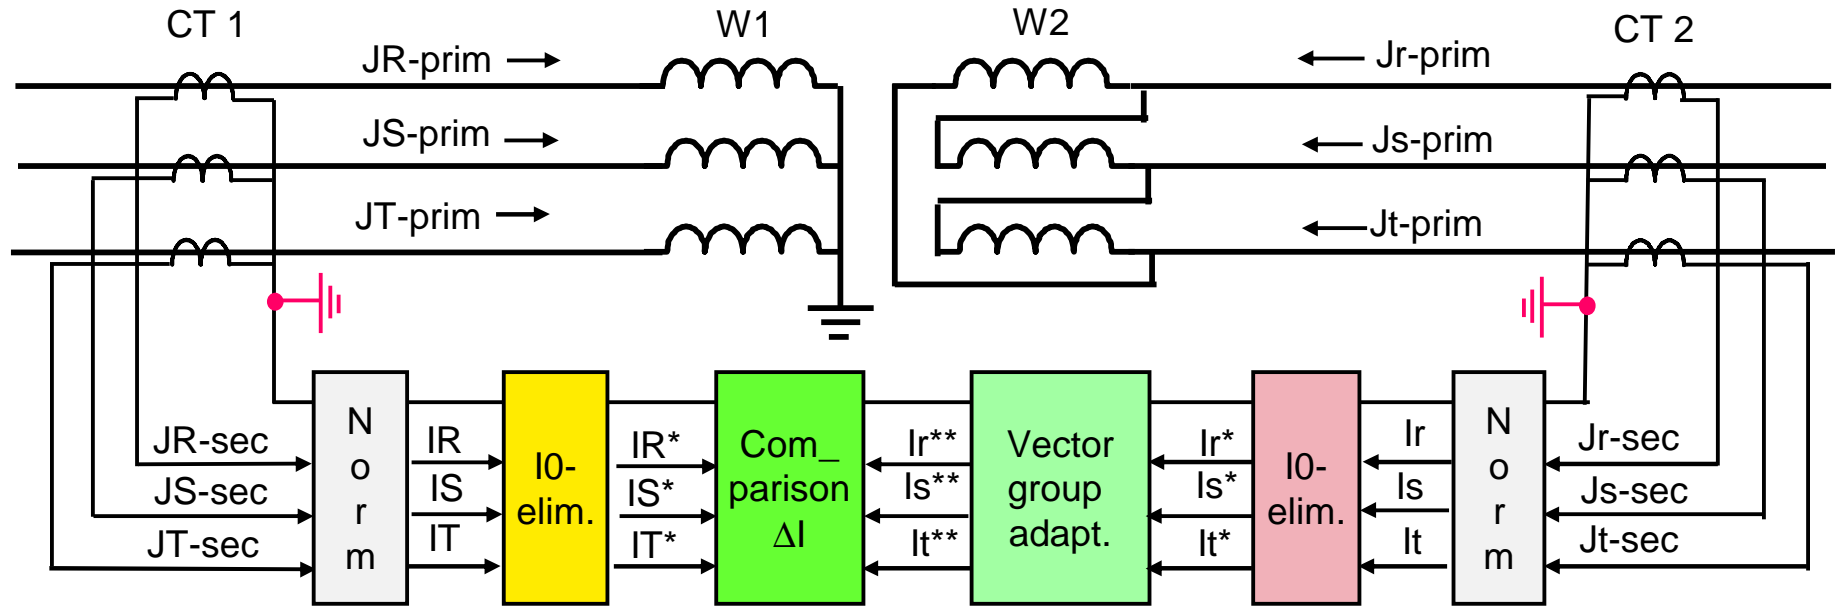 CT 1
W1
W2
CT 2
JR-prim
Jr-prim
JS-prim
Js-prim
JT-prim
Jt-prim
JR-sec
JS-sec
JT-sec
N
o
r
m
IR
IS
IT
I0-
elim.
IR*
IS*
IT*
Com_
parison
ΔI
Ir**
Is**
It**
Vector
group
adapt.
Ir*
Is*
It*
I0-
elim.
Ir
Is
It
N
o
r
m
Jr-sec
Js-sec
Jt-sec